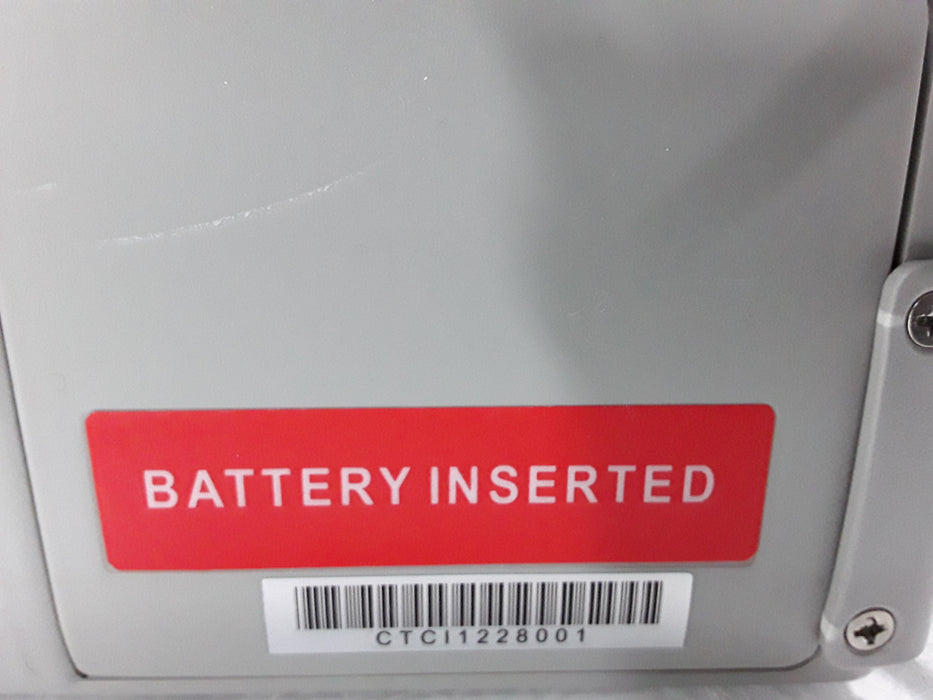 BATTERY INSERTED
CTCI1228001